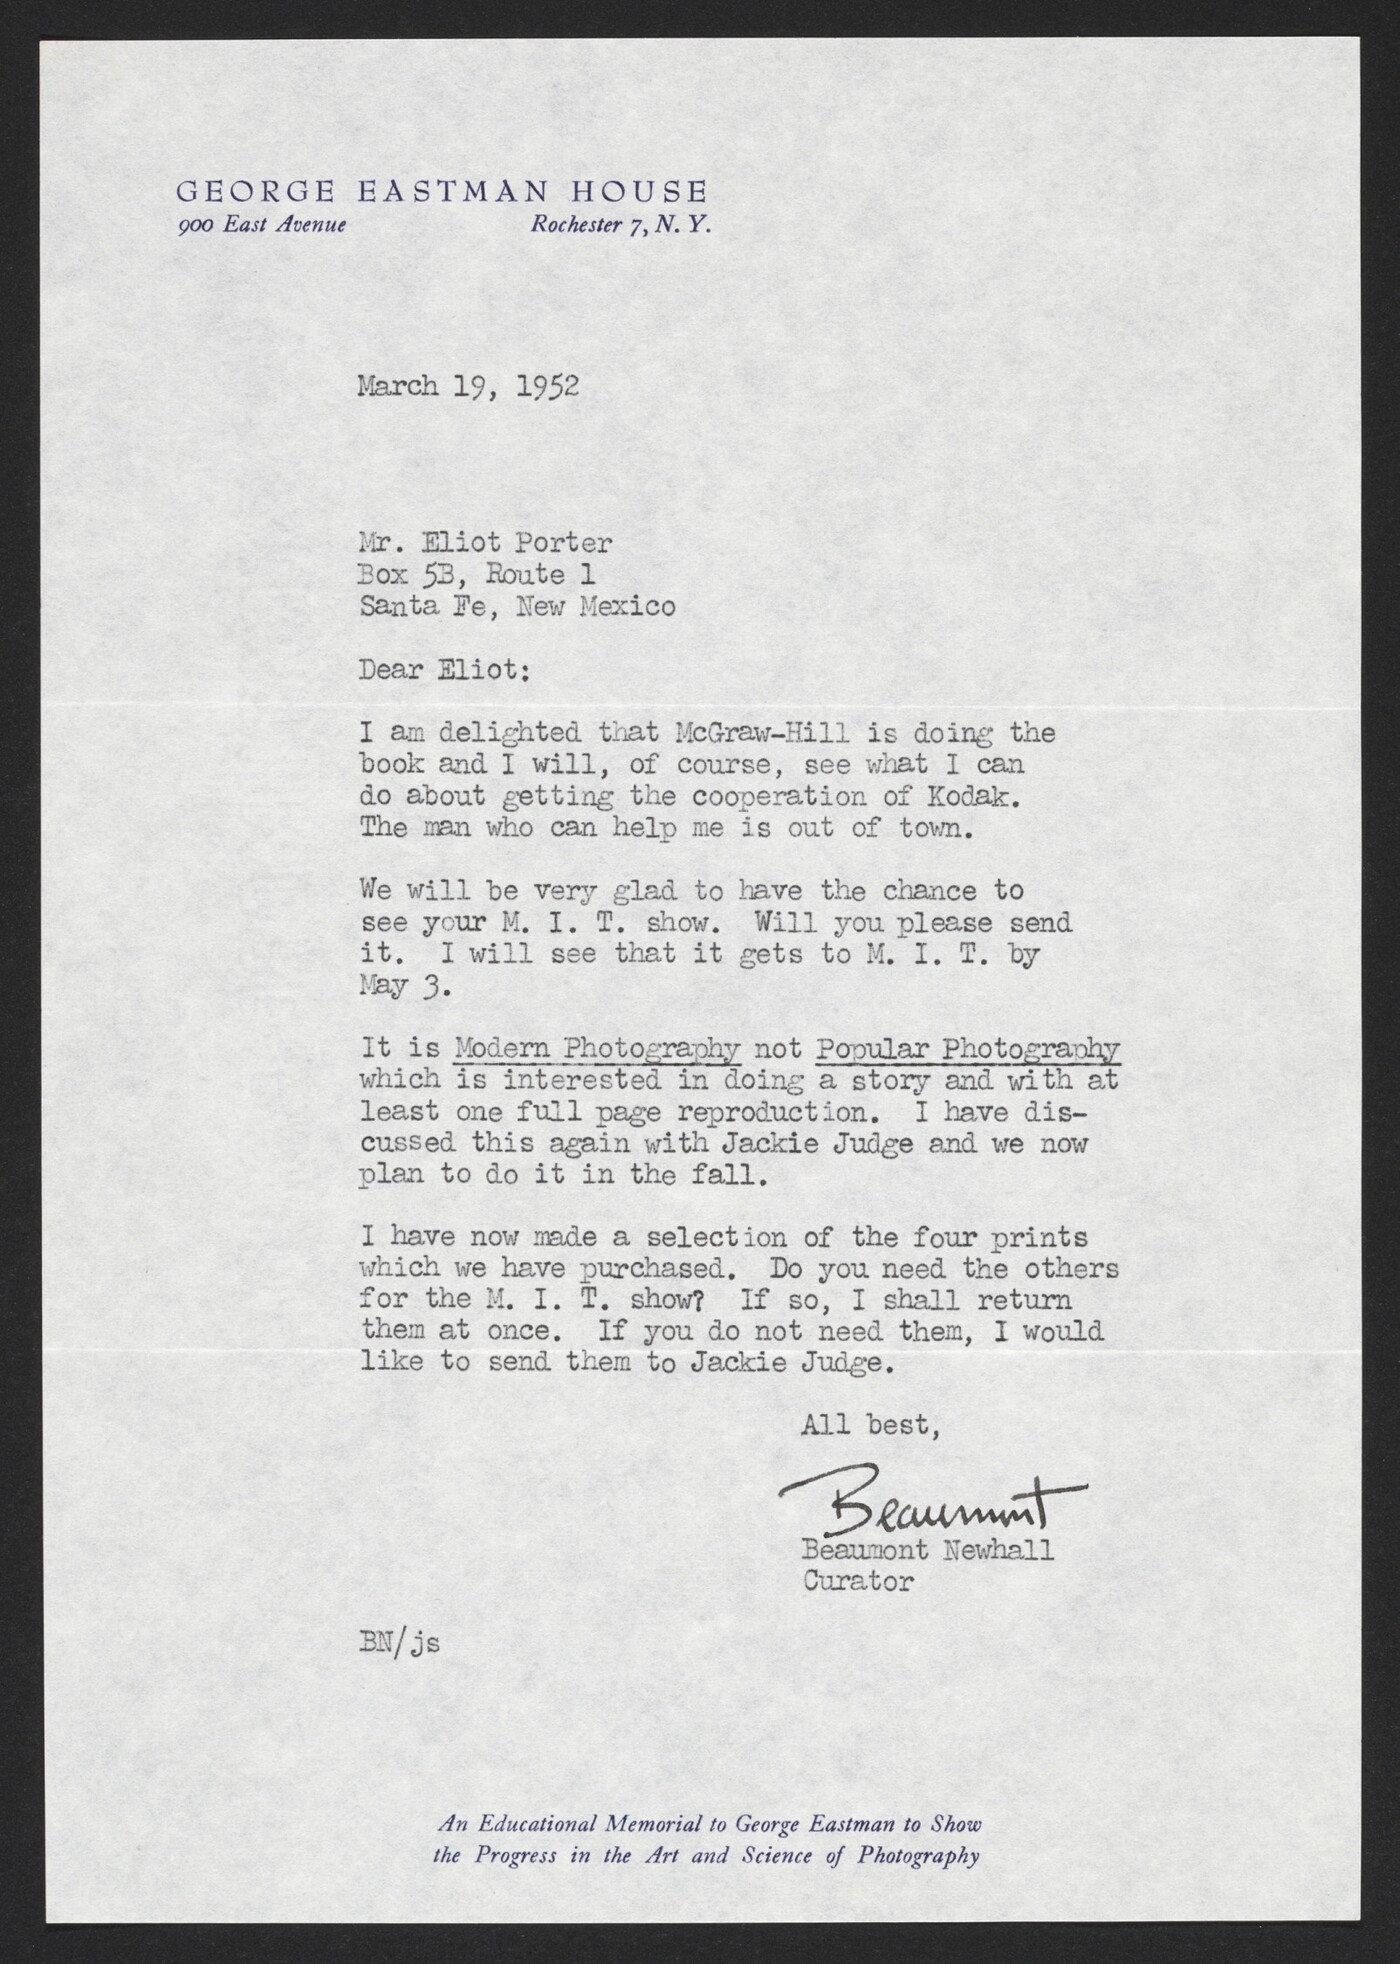 GEORGE EASTMAN HOUSE
900 East Avenue Rochester 7, N. Y.
March 19, 1952
Mr. Eliot Porter
Box 5B, Route 1
Santa Fe, New Mexico
Dear Eliot:
I am delighted that McGraw-Hill is doing the
book and I will, of course, see what I can
do about getting the cooperation of Kodak.
The man who can help me is out of town.
We will be very glad to have the chance to
see your M. I. T. show. Will you please send
it. I will see that it gets to M. I. T. by
May 3.
It is Modern Photography not Popular Photography
which is interested in doing a story and with at
least one full page reproduction. I have dis-
cussed this again with Jackie Judge and we now
plan to do it in the fall.
I have now made a selection of the four prints
which we have purchased. Do you need the others
for the M. I. T. show? If so, I shall return
them at once. If you do not need them, I would
like to send them to Jackie Judge.
All best,
Beaumont
Beaumont Newhall
Curator
BN/js
An Educational Memorial to George Eastman to Show
the Progress in the Art and Science of Photography